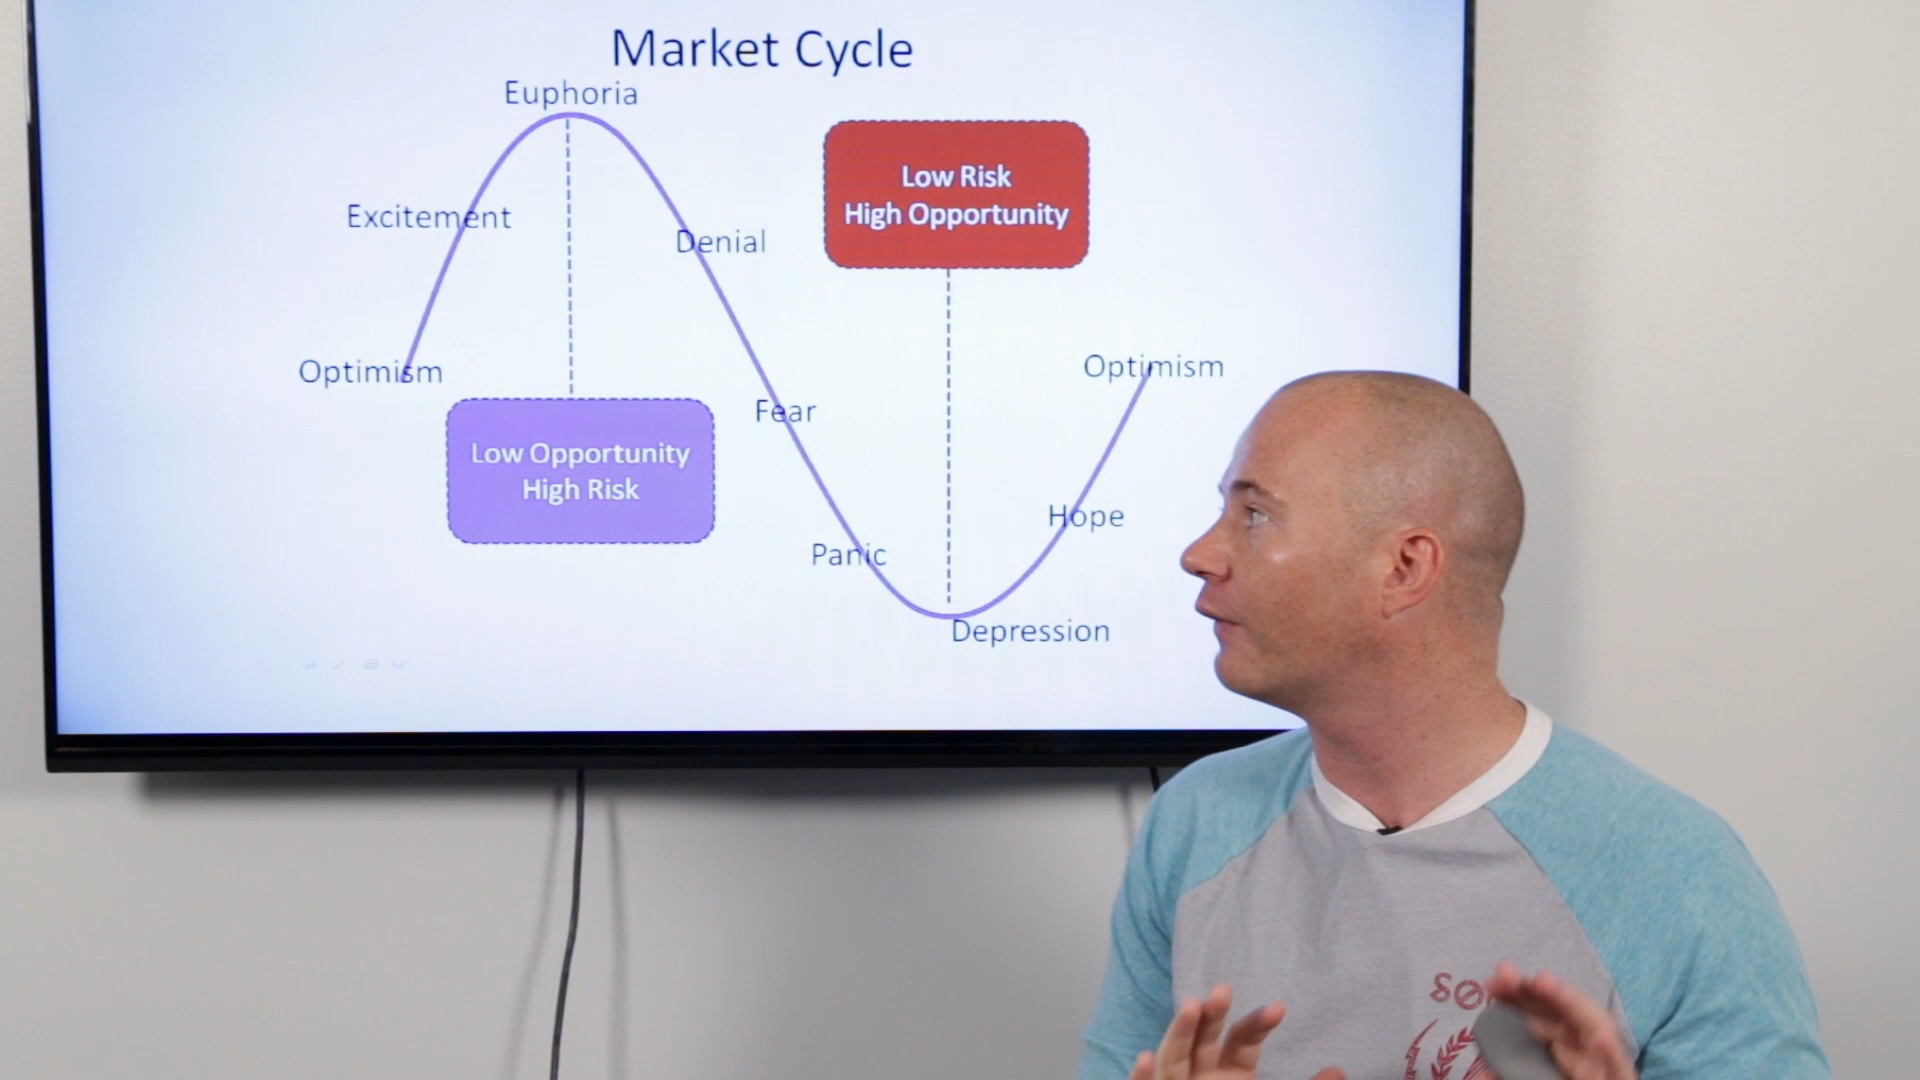 Market Cycle
Euphoria
Low Risk
High Opportunity
Excitement
Denial
Optimism
Optimism
Fear
Low Opportunity
High Risk
Hope
Panic
Depression